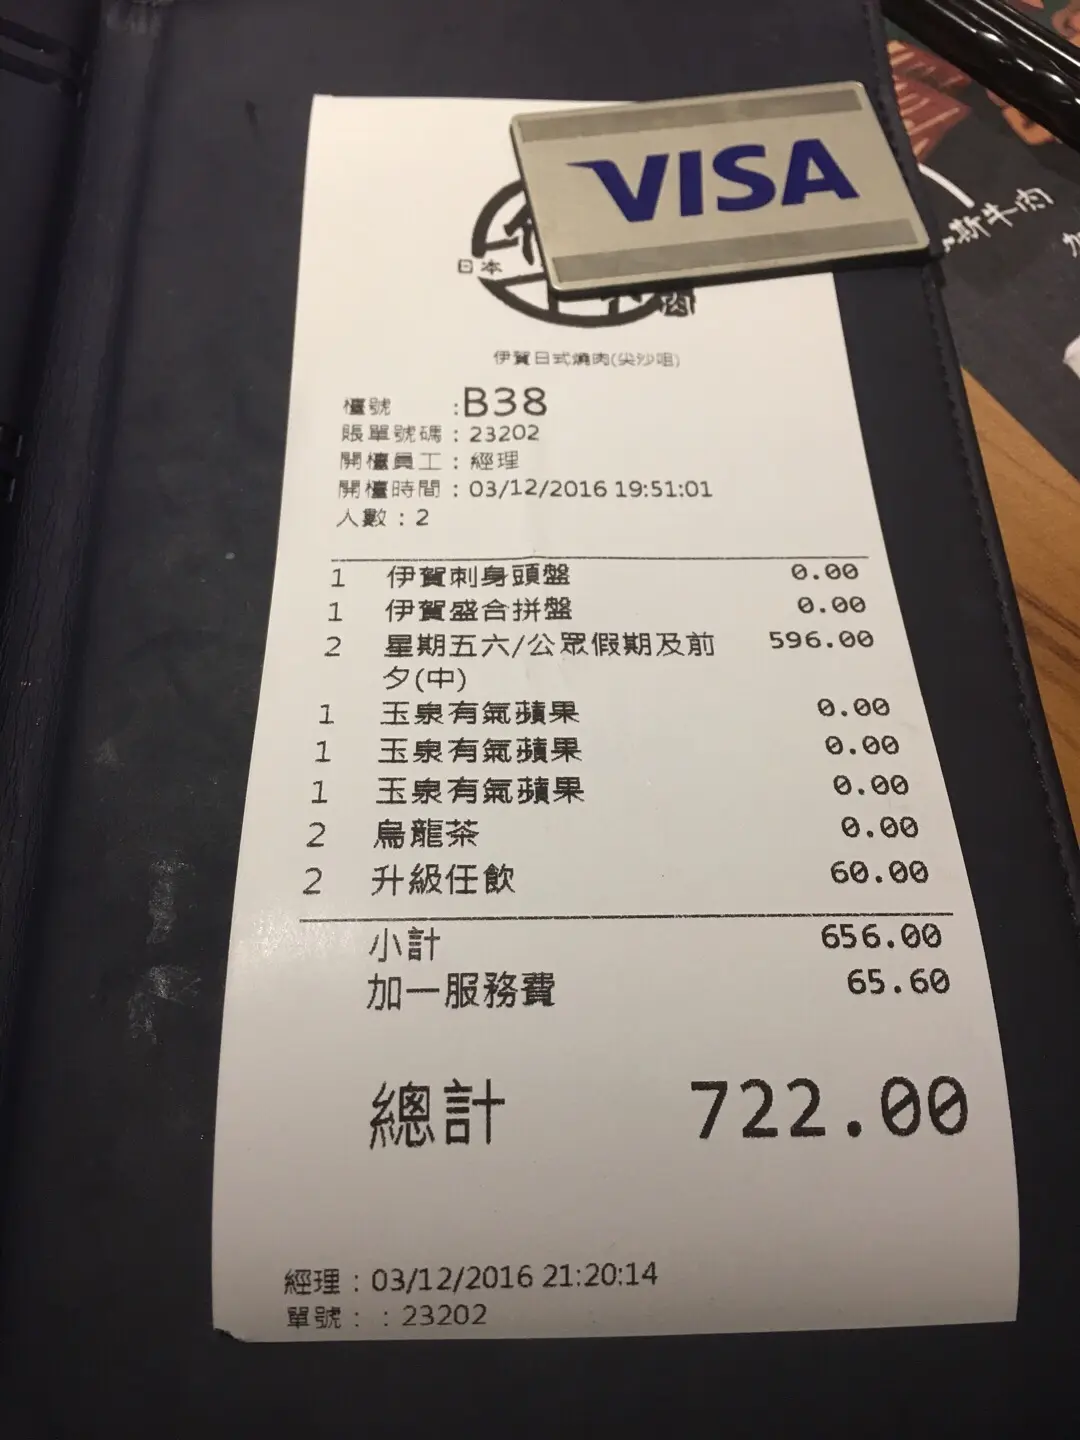 VISA
日本
伊賀日式燒肉(尖沙咀)
檯號 :B38
賬單號碼 : 23202
開檯員工 : 經理
開檯時間 : 03/12/2016 19:51:01
人數 : 2
1 伊賀刺身頭盤 0.00
1 伊賀盛合拼盤 0.00
2 星期五六/公眾假期及前 596.00
夕(中)
1 玉泉有氣蘋果 0.00
1 玉泉有氣蘋果 0.00
1 玉泉有氣蘋果 0.00
2 烏龍茶 0.00
2 升級任飲 60.00
小計 656.00
加一服務費 65.60
總計 722.00
經理 : 03/12/2016 21:20:14
單號 : : 23202
斯牛肉